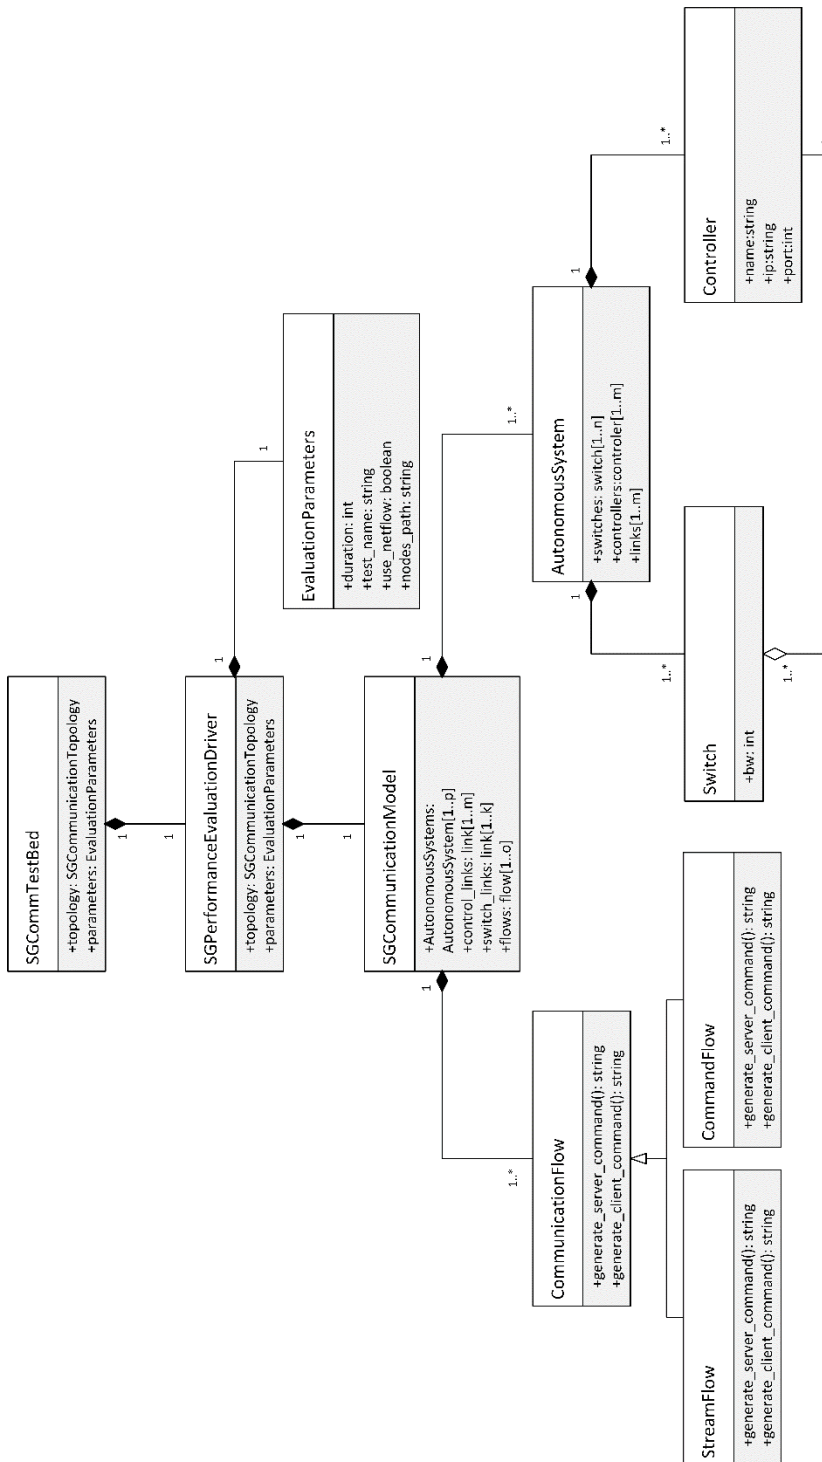 SGCommTestBed
+topology: SGCommunicationTopology
+parameters: EvaluationParameters
1
1
SGPerformanceEvaluationDriver
+topology: SGCommunicationTopology
+parameters: EvaluationParameters
1
1
EvaluationParameters
+duration: int
+test_name: string
+use_netflow: boolean
+nodes_path: string
1
1
SGCommunicationModel
+AutonomousSystems:
AutonomousSystem[1..p]
+control_links: link[1..m]
+switch_links: link[1..k]
+flows: flow[1..o]
1
1
1..*
1..*
CommunicationFlow
+generate_server_command(): string
+generate_client_command(): string
AutonomousSystem
+switches: switch[1..n]
+controllers:controler[1..m]
+links[1..m]
1
1
1..*
1..*
StreamFlow
+generate_server_command(): string
+generate_client_command(): string
CommandFlow
+generate_server_command(): string
+generate_client_command(): string
Switch
+bw: int
1..*
Controller
+name:string
+ip:string
+port:int